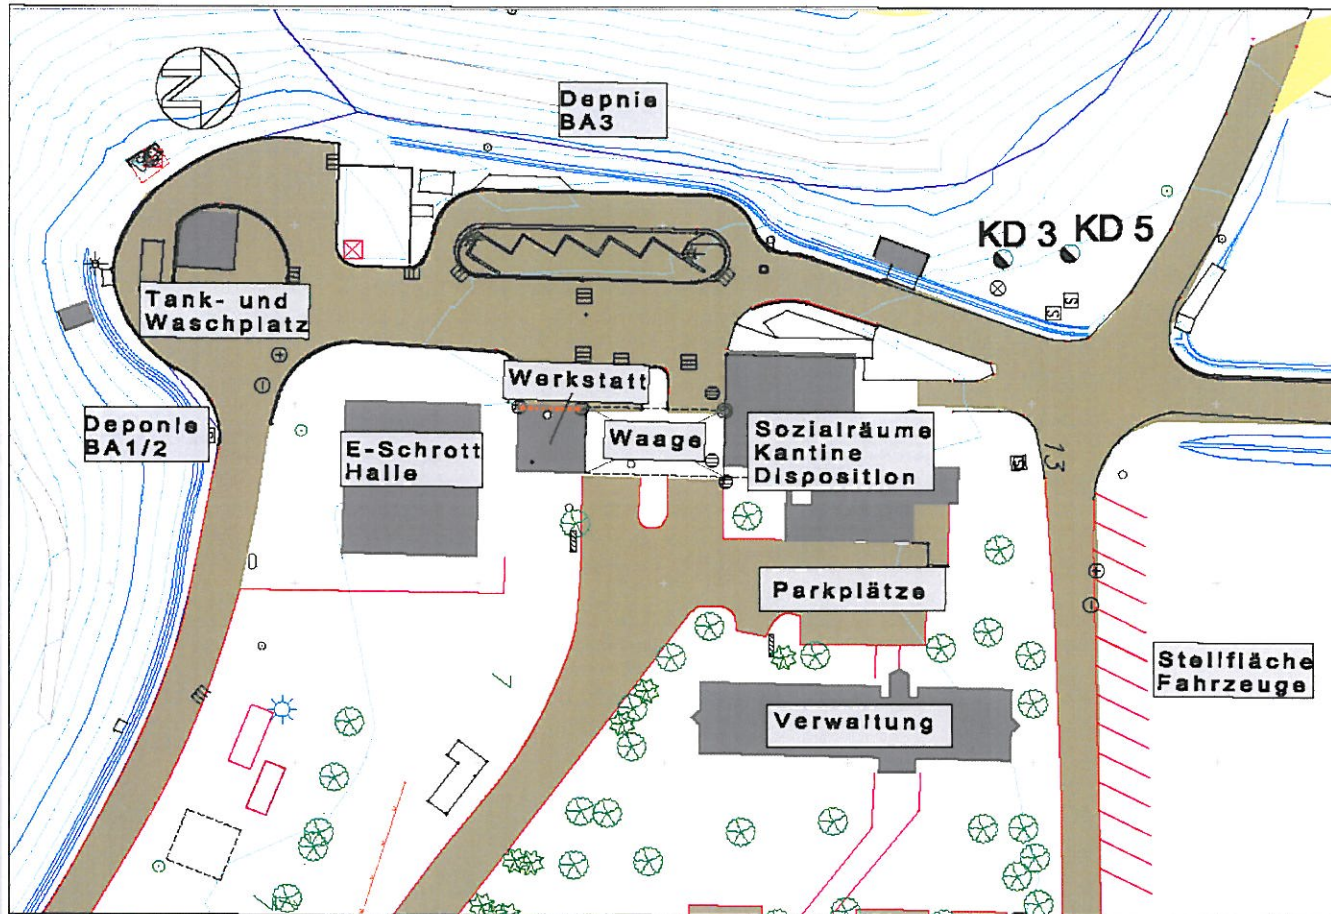 N
Depnie
BA3
KD 3
KD 5
Tank- und
Waschplatz
Werkstatt
Deponie
BA1/2
E-Schrott
Halle
Waage
Sozialräume
Kantine
Disposition
13
S
S
S
Parkplätze
7
Stellfläche
Fahrzeuge
Verwaltung